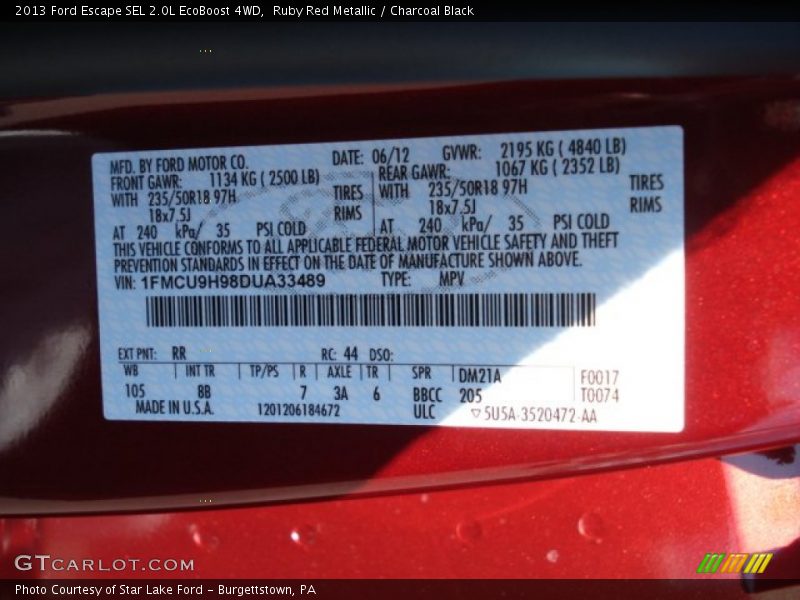 2013 Ford Escape SEL 2.0L EcoBoost 4WD,  Ruby Red Metallic / Charcoal Black
MFD. BY FORD MOTOR CO. DATE: 06/12 GVWR: 2195 KG ( 4840 LB)
FRONT GAWR: 1134 KG ( 2500 LB) REAR GAWR: 1067 KG ( 2352 LB)
WITH 235/50R18 97H TIRES WITH 235/50R18 97H TIRES
18x7.5J RIMS 18x7.5J RIMS
AT 240 kPa/ 35 PSI COLD AT 240 kPa/ 35 PSI COLD
THIS VEHICLE CONFORMS TO ALL APPLICABLE FEDERAL MOTOR VEHICLE SAFETY AND THEFT
PREVENTION STANDARDS IN EFFECT ON THE DATE OF MANUFACTURE SHOWN ABOVE.
VIN: 1FMCU9H98DUA33489 TYPE: MPV
EXT PNT: RR RC: 44 DSO:
WB INT TR TP/PS R AXLE TR SPR DM21A F0017
105 8B 7 3A 6 BBCC 205 T0074
MADE IN U.S.A. 1201206184672 ULC ▽5U5A-3520472-AA
GTCARLOT.COM
Photo Courtesy of Star Lake Ford - Burgettstown, PA